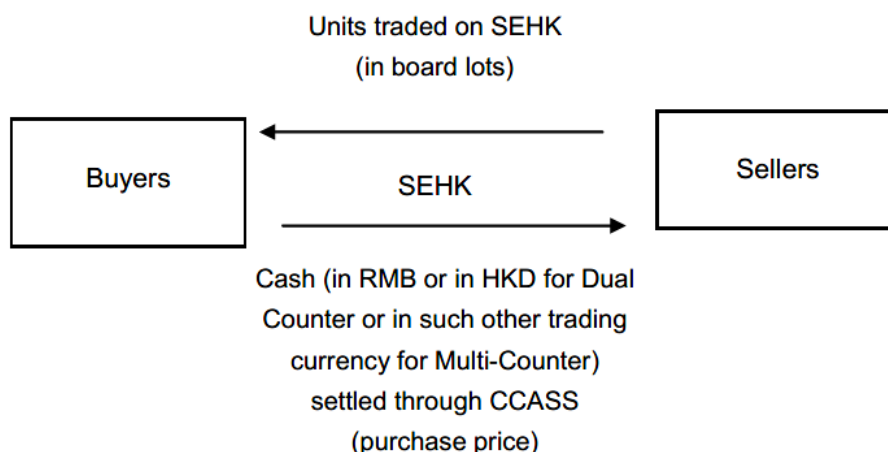 Units traded on SEHK
(in board lots)
Buyers
SEHK
Sellers
Cash (in RMB or in HKD for Dual
Counter or in such other trading
currency for Multi-Counter)
settled through CCASS
(purchase price)